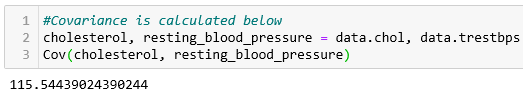 1 #Covariance is calculated below
2 cholesterol, resting_blood_pressure = data.chol, data.trestbps
3 Cov(cholesterol, resting_blood_pressure)
115.54439024390244